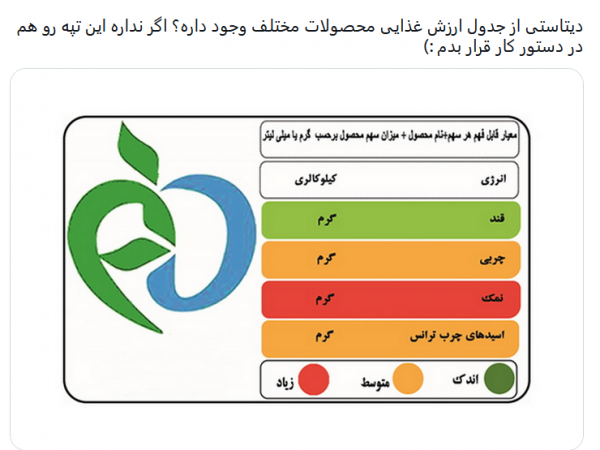 دیتاستی از جدول ارزش غذایی محصولات مختلف وجود داره؟ اگر نداره این تپه رو هم
در دستور کار قرار بدم :)
معیار قابل فهم هر سهم+نام محصول + میزان سهم محصول برحسب گرم یا میلی لیتر
انرژی کیلوکالری
قند گرم
چربی گرم
نمک گرم
اسیدهای چرب ترانس گرم
اندک متوسط زیاد